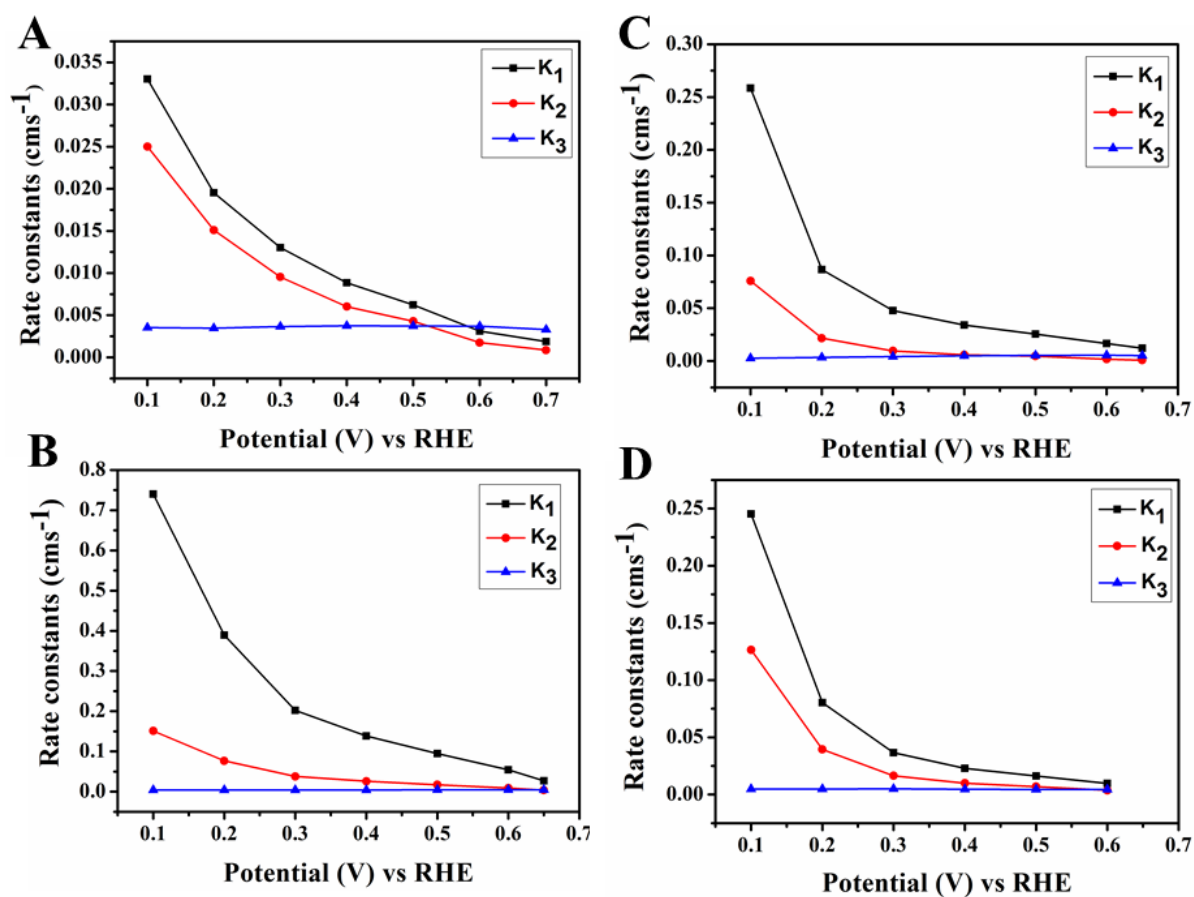 A
Rate constants (cms-1)
0.035
0.030
0.025
0.020
0.015
0.010
0.005
0.000
K1
K2
K3
0.1 0.2 0.3 0.4 0.5 0.6 0.7
Potential (V) vs RHE
C
Rate constants (cms-1)
0.30
0.25
0.20
0.15
0.10
0.05
0.00
K1
K2
K3
0.1 0.2 0.3 0.4 0.5 0.6 0.7
Potential (V) vs RHE
B
Rate constants (cms-1)
0.8
0.7
0.6
0.5
0.4
0.3
0.2
0.1
0.0
K1
K2
K3
0.1 0.2 0.3 0.4 0.5 0.6 0.7
Potential (V) vs RHE
D
Rate constants (cms-1)
0.25
0.20
0.15
0.10
0.05
0.00
K1
K2
K3
0.1 0.2 0.3 0.4 0.5 0.6 0.7
Potential (V) vs RHE